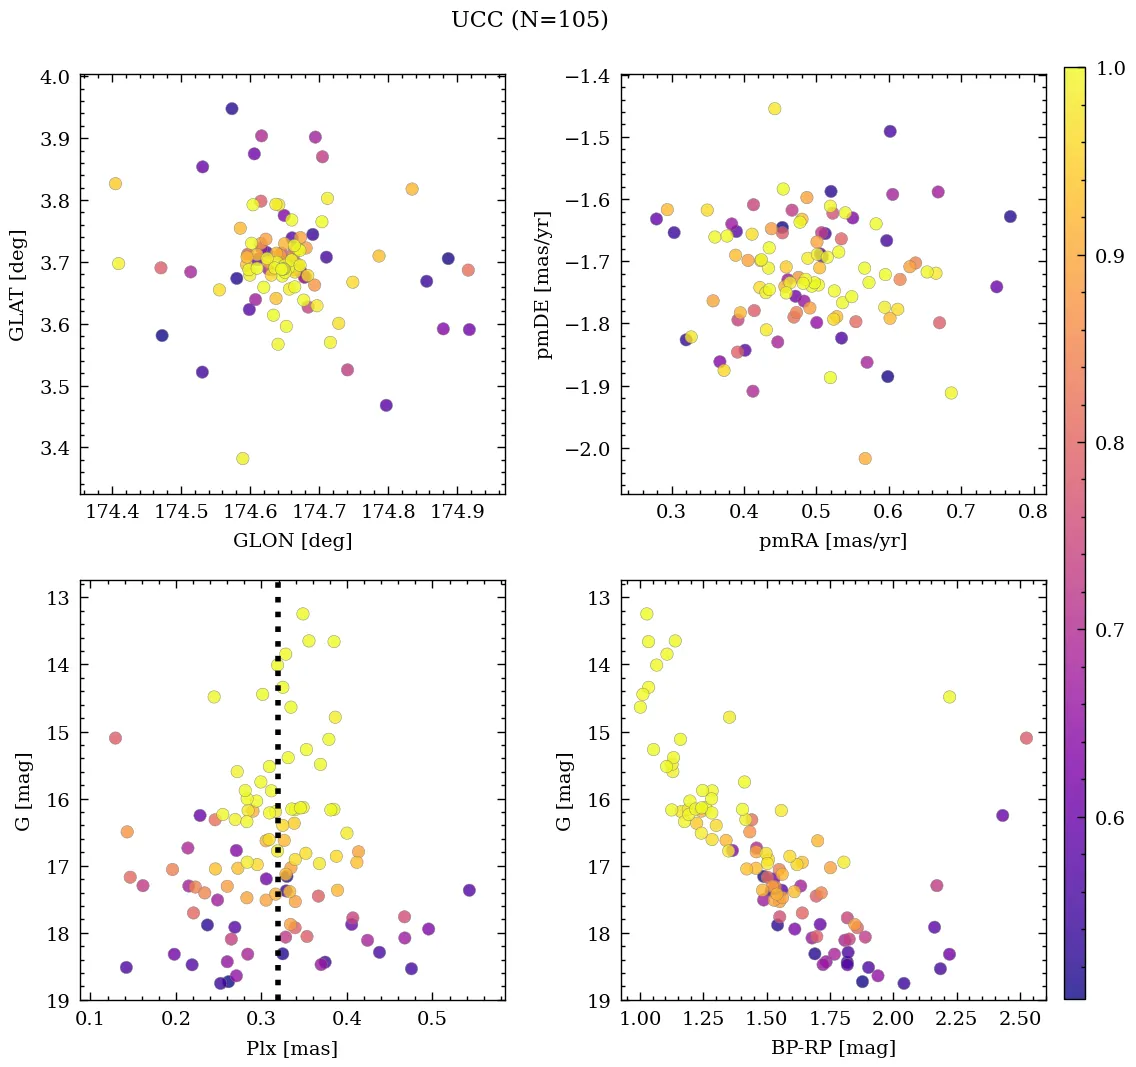 UCC (N=105)
4.0
3.9
3.8
3.7
3.6
3.5
3.4
GLAT [deg]
174.4 174.5 174.6 174.7 174.8 174.9
GLON [deg]
−1.4
−1.5
−1.6
−1.7
−1.8
−1.9
−2.0
pmDE [mas/yr]
0.3 0.4 0.5 0.6 0.7 0.8
pmRA [mas/yr]
13
14
15
16
17
18
19
G [mag]
0.1 0.2 0.3 0.4 0.5
Plx [mas]
13
14
15
16
17
18
19
G [mag]
1.00 1.25 1.50 1.75 2.00 2.25 2.50
BP-RP [mag]
1.0
0.9
0.8
0.7
0.6